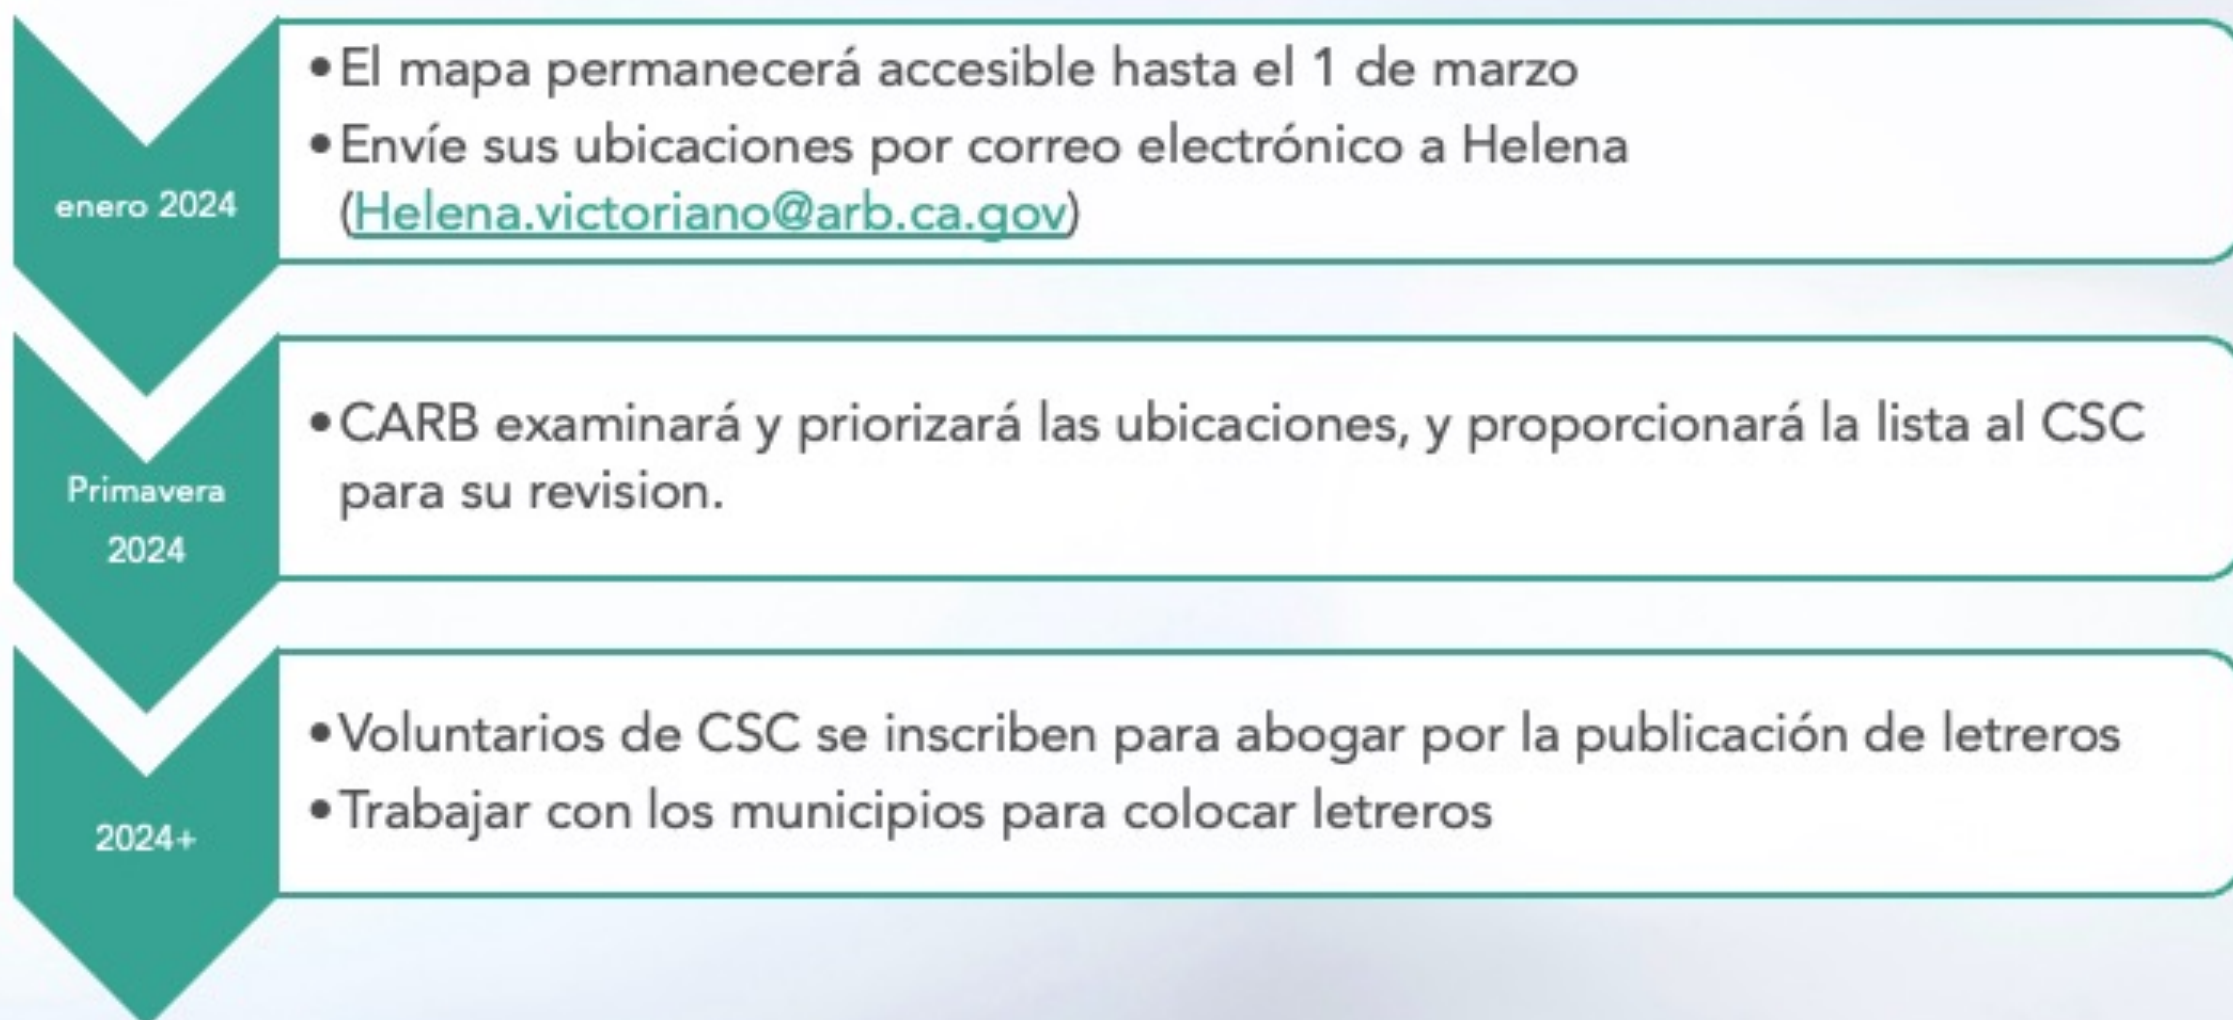 enero 2024
• El mapa permanecerá accesible hasta el 1 de marzo
• Envíe sus ubicaciones por correo electrónico a Helena
(Helena.victoriano@arb.ca.gov)
Primavera
2024
• CARB examinará y priorizará las ubicaciones, y proporcionará la lista al CSC
para su revision.
2024+
• Voluntarios de CSC se inscriben para abogar por la publicación de letreros
• Trabajar con los municipios para colocar letreros